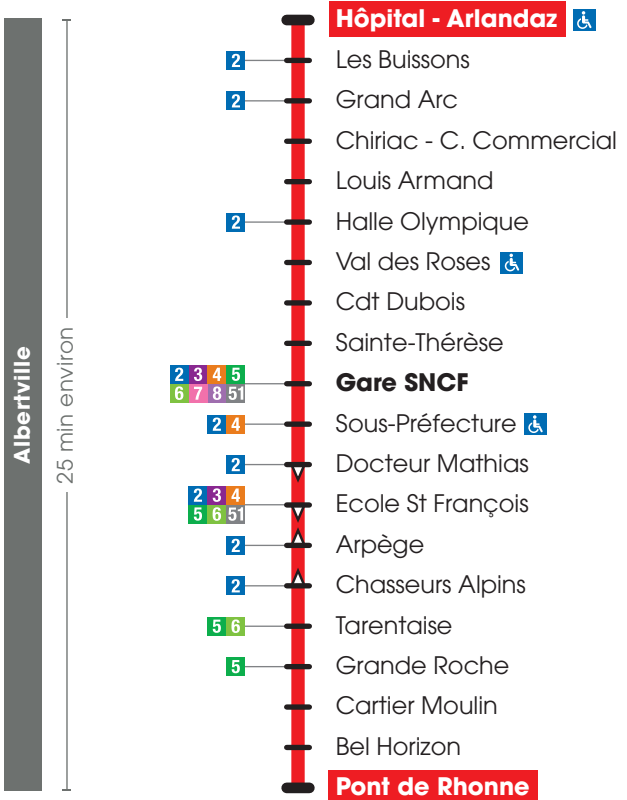 Hôpital - Arlandaz
2 Les Buissons
2 Grand Arc
Chiriac - C. Commercial
Louis Armand
2 Halle Olympique
Val des Roses
Cdt Dubois
Sainte-Thérèse
2 3 4 5
6 7 8 51
Gare SNCF
2 4 Sous-Préfecture
2 Docteur Mathias
2 3 4
5 6 51
Ecole St François
2 Arpège
2 Chasseurs Alpins
5 6 Tarentaise
5 Grande Roche
Cartier Moulin
Bel Horizon
Pont de Rhonne
Albertville
25 min environ